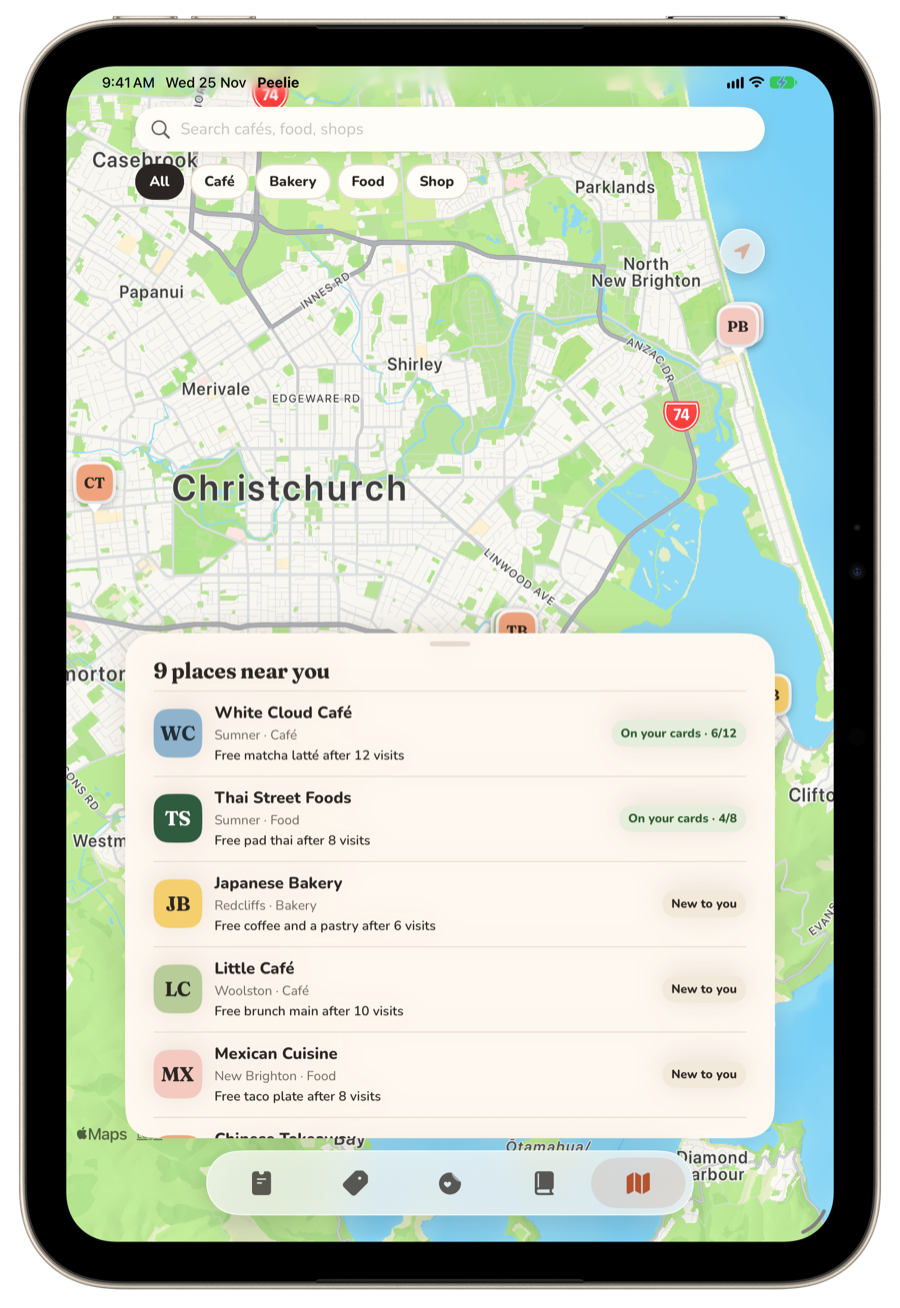 9:41 AM Wed 25 Nov Peelie
74
Search cafés, food, shops
Casebrook
All Café Bakery Food Shop
Parklands
North
New Brighton
Papanui
INNES RD
PB
ANZAC DR
Shirley
Merivale
EDGEWARE RD
74
CT
Christchurch
LINWOOD AVE
TB
9 places near you
White Cloud Café
WC
Sumner · Café
On your cards · 6/12
Free matcha latté after 12 visits
Thai Street Foods
TS
Sumner · Food
On your cards · 4/8
Free pad thai after 8 visits
Japanese Bakery
JB
Redcliffs · Bakery
New to you
Free coffee and a pastry after 6 visits
Little Café
LC
Woolston · Café
New to you
Free brunch main after 10 visits
Mexican Cuisine
MX
New Brighton · Food
New to you
Free taco plate after 8 visits
Maps
Bay
Ōtamahua/
Diamond